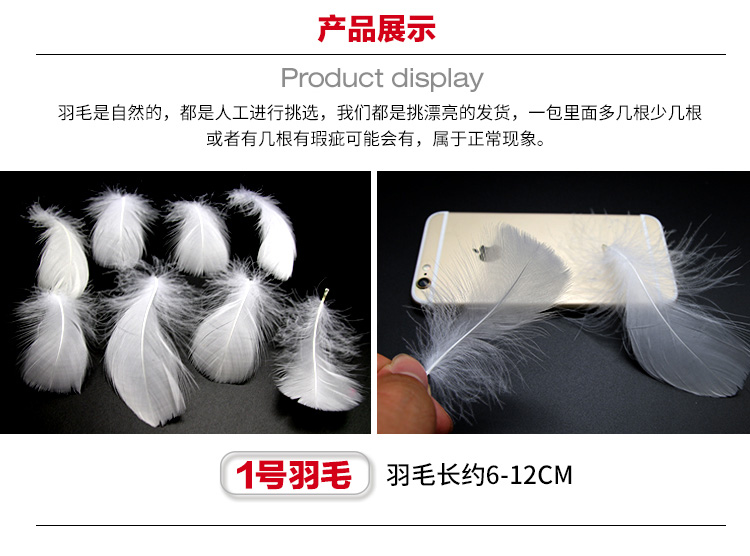 产品展示
Product display
羽毛是自然的，都是人工进行挑选，我们都是挑漂亮的发货，一包里面多几根少几根
或者有几根有瑕疵可能会有，属于正常现象。
1号羽毛 羽毛长约6-12CM